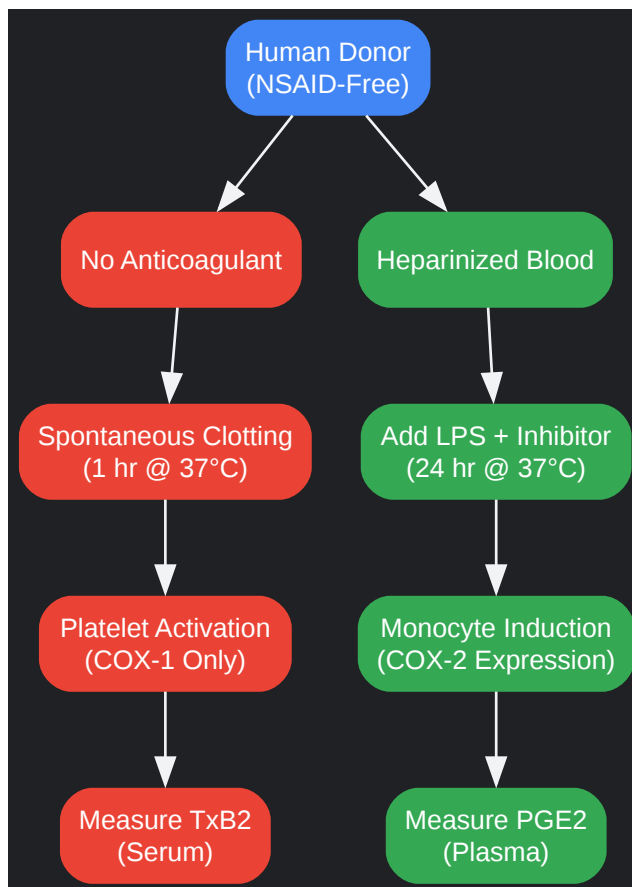 Human Donor
(NSAID-Free)
No Anticoagulant
Heparinized Blood
Spontaneous Clotting
(1 hr @ 37°C)
Add LPS + Inhibitor
(24 hr @ 37°C)
Platelet Activation
(COX-1 Only)
Monocyte Induction
(COX-2 Expression)
Measure TxB2
(Serum)
Measure PGE2
(Plasma)